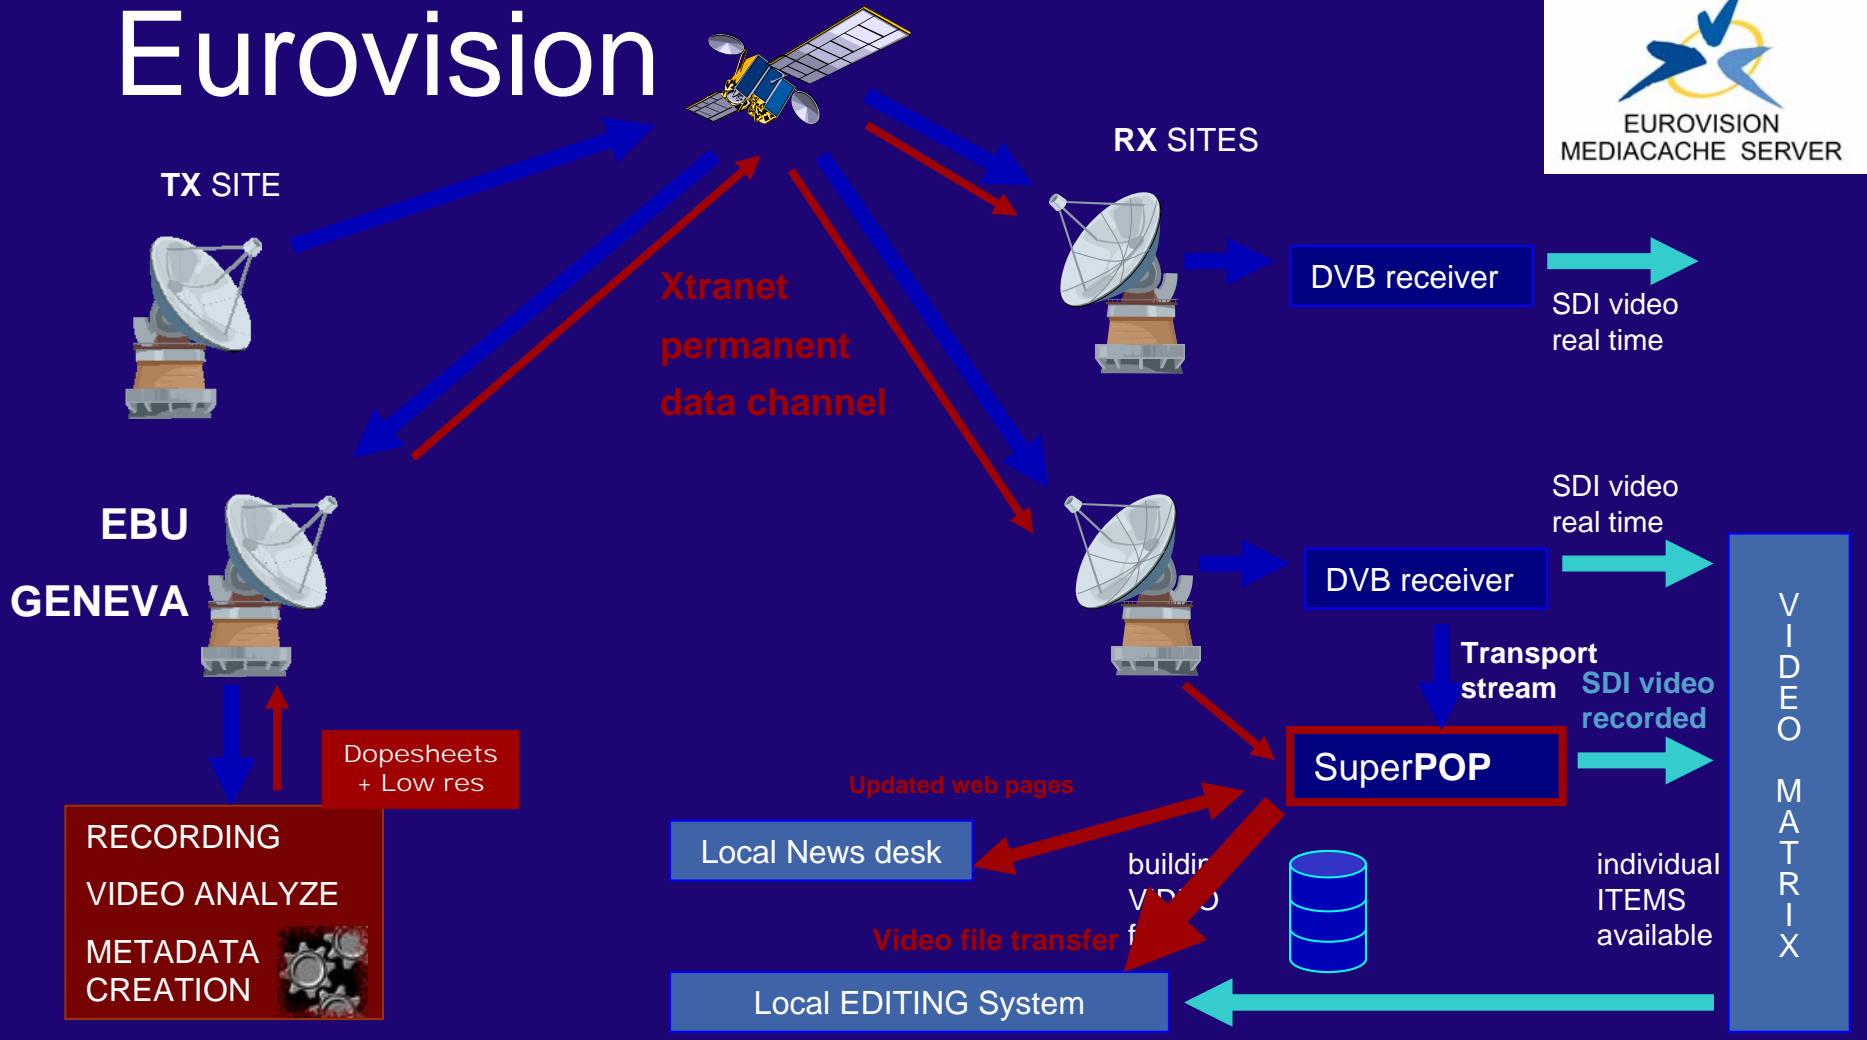 Eurovision
EUROVISION
MEDIACACHE SERVER
RX SITES
TX SITE
Xtranet
permanent
data channel
DVB receiver
SDI video
real time
EBU
GENEVA
SDI video
real time
DVB receiver
Transport
stream
SDI video
recorded
Dopesheets
+ Low res
SuperPOP
Updated web pages
RECORDING
VIDEO ANALYZE
METADATA
CREATION
Local News desk
individual
ITEMS
available
Video file transfer
Local EDITING System
VIDEO MATRIX